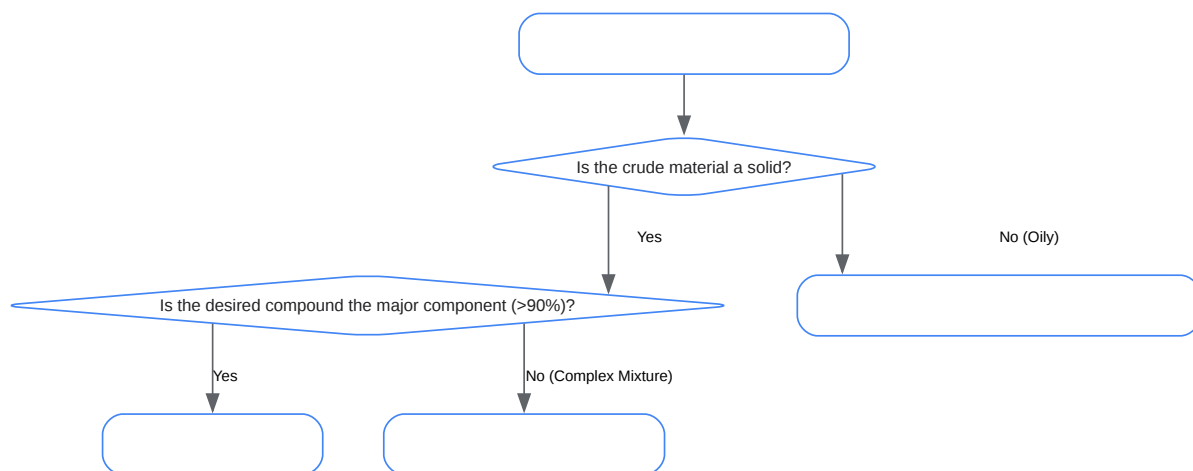 Is the crude material a solid?
Yes
No (Oily)
Is the desired compound the major component (>90%)?
Yes
No (Complex Mixture)